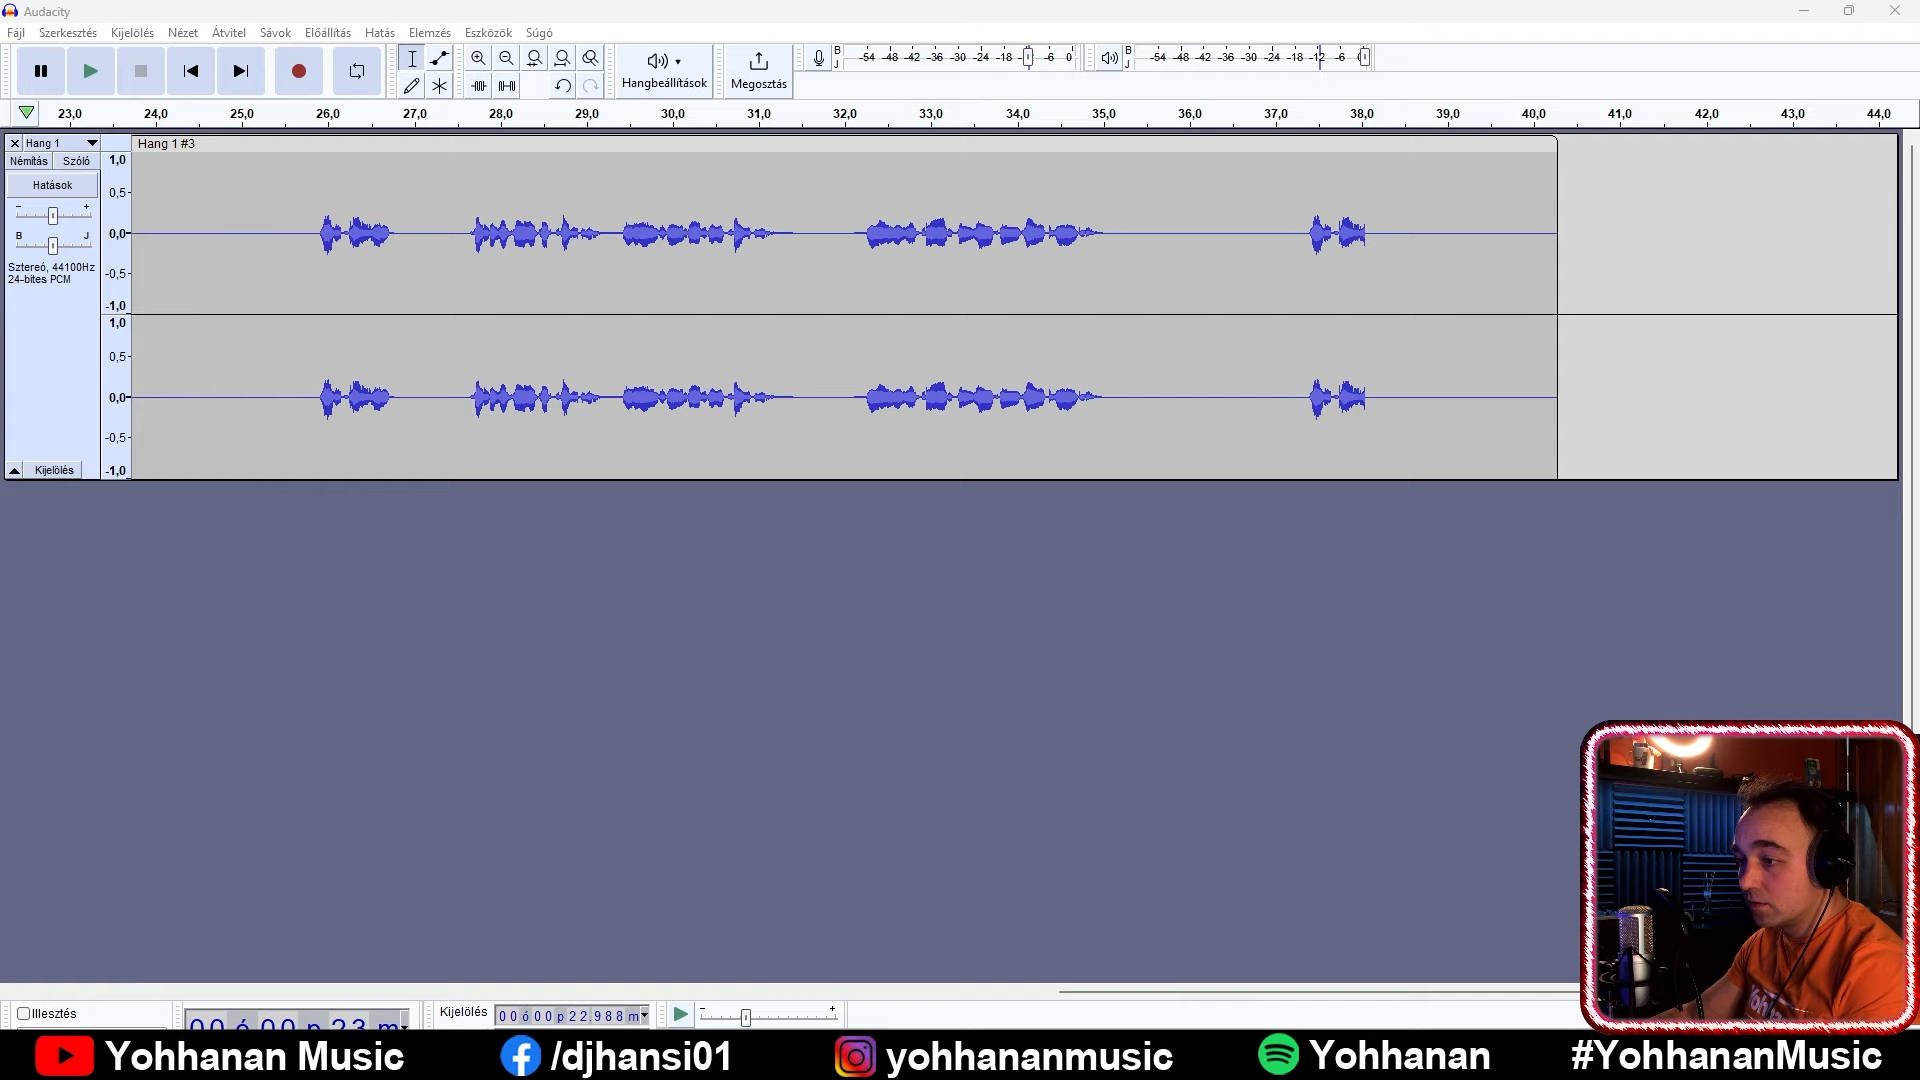 Audacity
Fájl Szerkesztés Kijelölés Nézet Átvitel Sávok Előállítás Hatás Elemzés Eszközök Súgó
B J -54 -48 -42 -36 -30 -24 -18 -6 0
B J -54 -48 -42 -36 -30 -24 -18 -12 -6
Hangbeállítások Megosztás
23,0 24,0 25,0 26,0 27,0 28,0 29,0 30,0 31,0 32,0 33,0 34,0 35,0 36,0 37,0 38,0 39,0 40,0 41,0 42,0 43,0 44,0
Hang 1 Hang 1 #3
Némítás Szóló
Hatások
- +
B J
Sztereó, 44100Hz
24-bites PCM
1,0
0,5
0,0
-0,5
-1,0
1,0
0,5
0,0
-0,5
-1,0
Kijelölés
Illesztés
00 ó 00 p 23 m
Kijelölés 00 ó 00 p 22.988 m
- +
Yohhanan Music /djhansi01 yohhananmusic Yohhanan #YohhananMusic